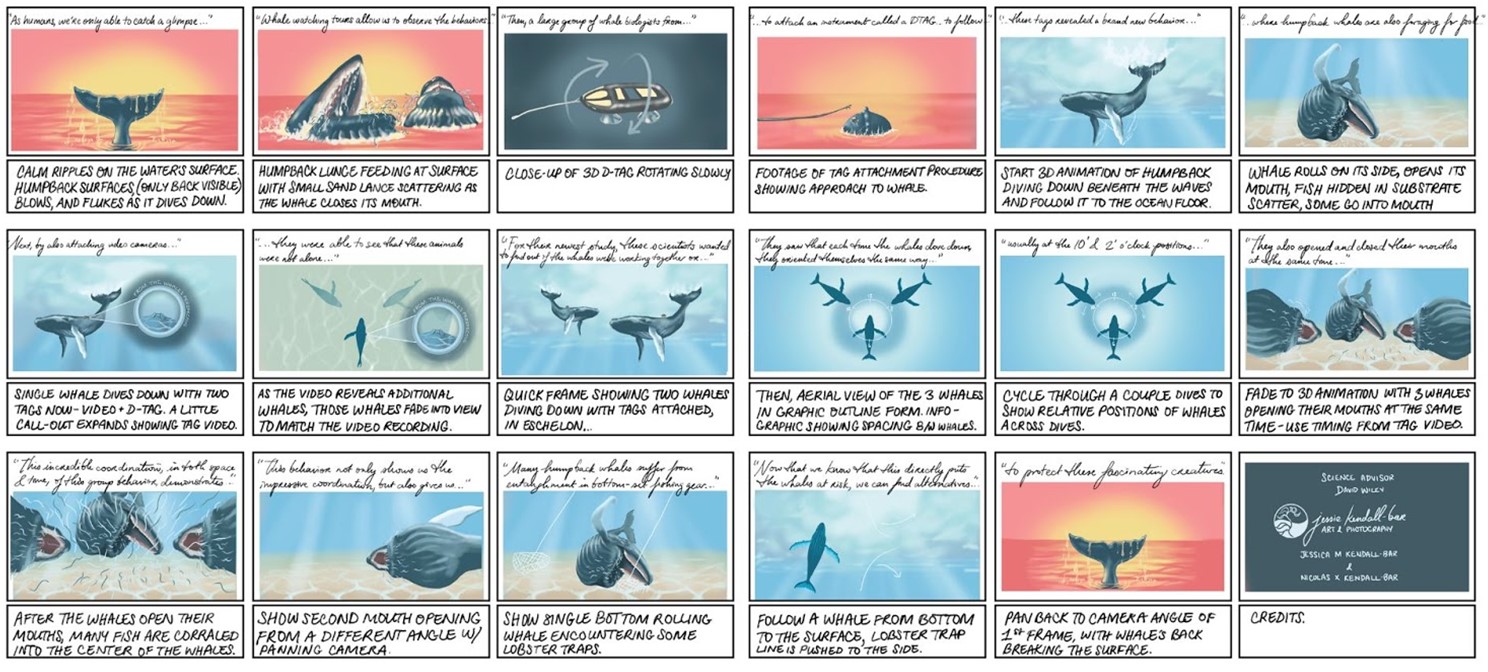 "As humans, we're only able to catch a glimpse..."
"Whale watching tours allow us to observe the behaviors..."
"Then, a large group of whale biologists from..."
"...to attach an instrument called a DTAG... to follow
"...these tags revealed a brand new behavior..."
"...where humpback whales are also foraging for food..."
CALM RIPPLES ON THE WATER'S SURFACE.
HUMPBACK SURFACES, (ONLY BACK VISIBLE)
BLOWS, AND FLUKES AS IT DIVES DOWN.
HUMPBACK LUNGE FEEDING AT SURFACE
WITH SMALL SAND LANCE SCATTERING AS
THE WHALE CLOSES ITS MOUTH.
CLOSE-UP OF 3D D-TAG ROTATING SLOWLY
FOOTAGE OF TAG ATTACHMENT PROCEDURE
SHOWING APPROACH TO WHALE.
START 3D ANIMATION OF HUMPBACK
DIVING DOWN BENEATH THE WAVES
AND FOLLOW IT TO THE OCEAN FLOOR.
WHALE ROLLS ON ITS SIDE, OPENS ITS
MOUTH, FISH HIDDEN IN SUBSTRATE
SCATTER, SOME GO INTO MOUTH
"Next, by also attaching video cameras..."
"...they were able to see that these animals
were not alone..."
"For their newest study, these scientists wanted
to find out if the whales were working together or..."
"They saw that each time the whales dove down
they oriented themselves the same way..."
"usually at the 10' & 2' o'clock positions..."
"They also opened and closed their mouths
at the same time..."
SINGLE WHALE DIVES DOWN WITH TWO
TAGS NOW - VIDEO + D-TAG. A LITTLE
CALL-OUT EXPANDS SHOWING TAG VIDEO.
AS THE VIDEO REVEALS ADDITIONAL
WHALES, THOSE WHALES FADE INTO VIEW
TO MATCH THE VIDEO RECORDING.
QUICK FRAME SHOWING TWO WHALES
DIVING DOWN WITH TAGS ATTACHED,
IN ESCHELON...
THEN, AERIAL VIEW OF THE 3 WHALES
IN GRAPHIC OUTLINE FORM. INFO-
GRAPHIC SHOWING SPACING B/W WHALES.
CYCLE THROUGH A COUPLE DIVES TO
SHOW RELATIVE POSITIONS OF WHALES
ACROSS DIVES.
FADE TO 3D ANIMATION WITH 3 WHALES
OPENING THEIR MOUTHS AT THE SAME
TIME - USE TIMING FROM TAG VIDEO.
"This incredible coordination, in both space
& time, of this group behavior, demonstrates..."
"This behavior not only shows us the
impressive coordination, but also gives us..."
"Many humpback whales suffer from
entanglement in bottom-set fishing gear..."
"Now that we know that this directly puts
the whales at risk, we can find alternatives..."
"to protect these fascinating creatures"
SCIENCE ADVISOR
DAVID WILEY
jessie kendall-bar
ART & PHOTOGRAPHY
JESSICA M KENDALL-BAR
&
NICOLAS X KENDALL-BAR
AFTER THE WHALES OPEN THEIR
MOUTHS, MANY FISH ARE CORRALED
INTO THE CENTER OF THE WHALES.
SHOW SECOND MOUTH OPENING
FROM A DIFFERENT ANGLE W/
PANNING CAMERA.
SHOW SINGLE BOTTOM ROLLING
WHALE ENCOUNTERING SOME
LOBSTER TRAPS.
FOLLOW A WHALE FROM BOTTOM
TO THE SURFACE, LOBSTER TRAP
LINE IS PUSHED TO THE SIDE.
PAN BACK TO CAMERA ANGLE OF
1st FRAME, WITH WHALE'S BACK
BREAKING THE SURFACE.
CREDITS.